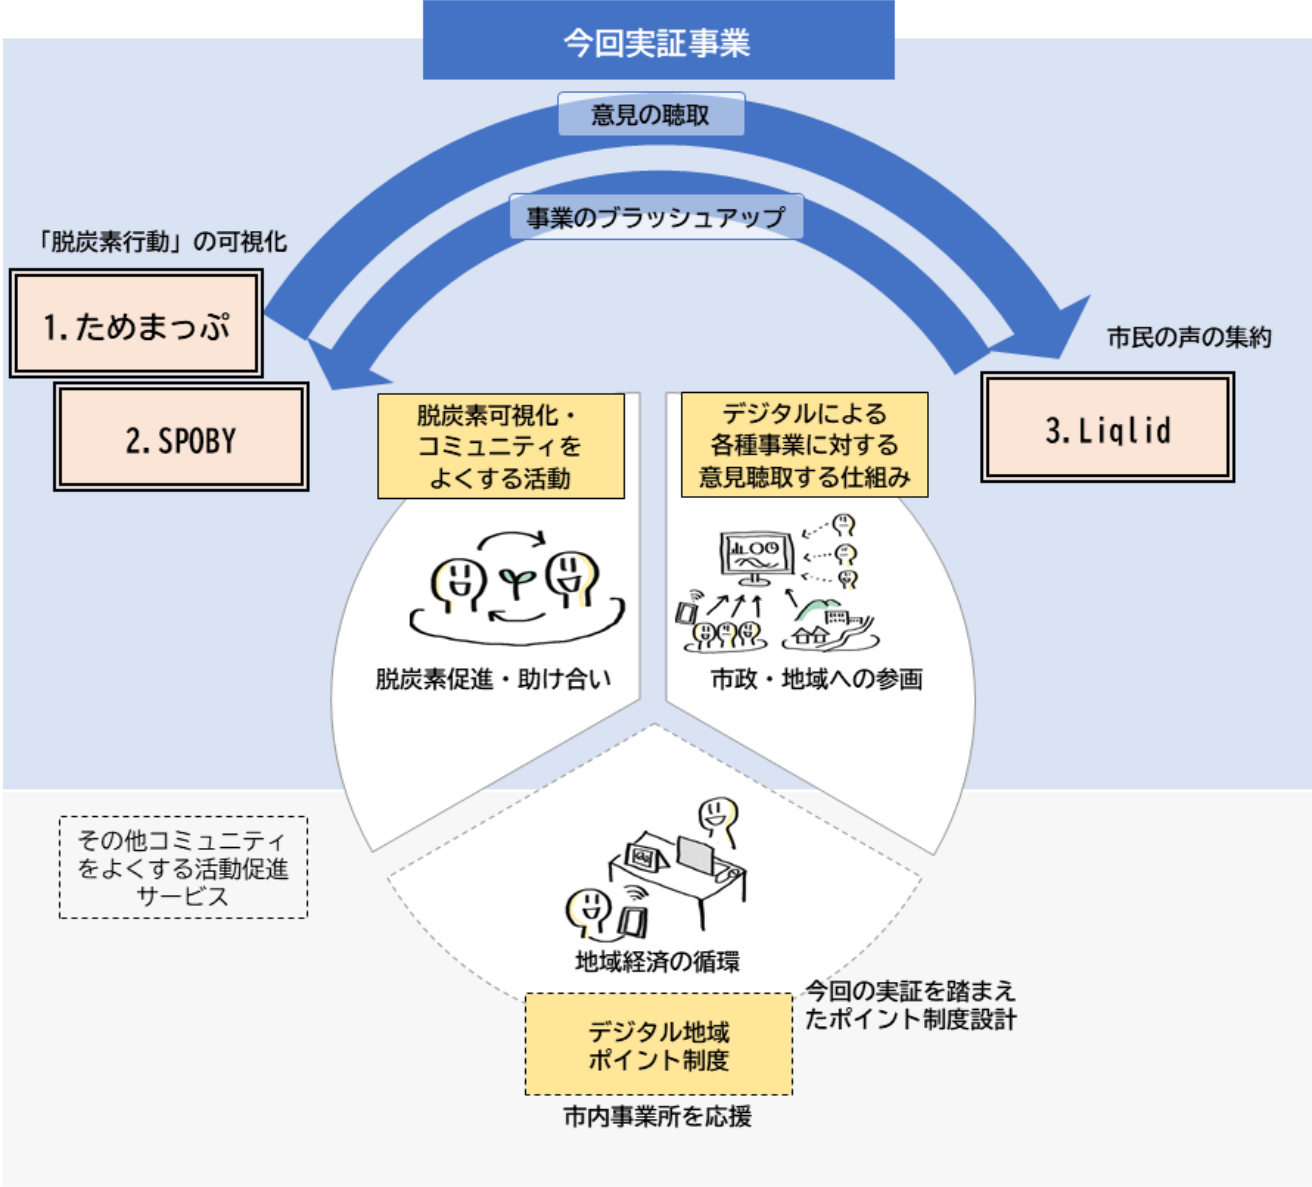 今回実証事業
意見の聴取
事業のブラッシュアップ
「脱炭素行動」の可視化
1.ためまっぷ
2.SPOBY
市民の声の集約
3.Liqlid
脱炭素可視化・
コミュニティを
よくする活動
デジタルによる
各種事業に対する
意見聴取する仕組み
脱炭素促進・助け合い
市政・地域への参画
その他コミュニティ
をよくする活動促進
サービス
地域経済の循環
今回の実証を踏まえ
たポイント制度設計
デジタル地域
ポイント制度
市内事業所を応援